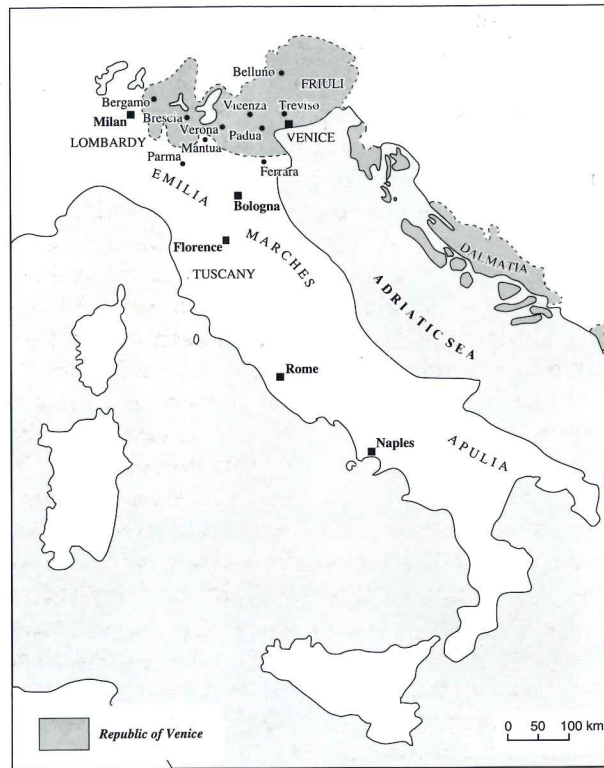 Belluno
FRIULI
Bergamo
Vicenza
Treviso
Milan
Brescia
Verona
Padua
VENICE
LOMBARDY
Mantua
Parma
Ferrara
EMILIA
Bologna
Florence
MARCHES
TUSCANY
DALMATIA
ADRIATIC SEA
Rome
Naples
APULIA
Republic of Venice
0 50 100 km